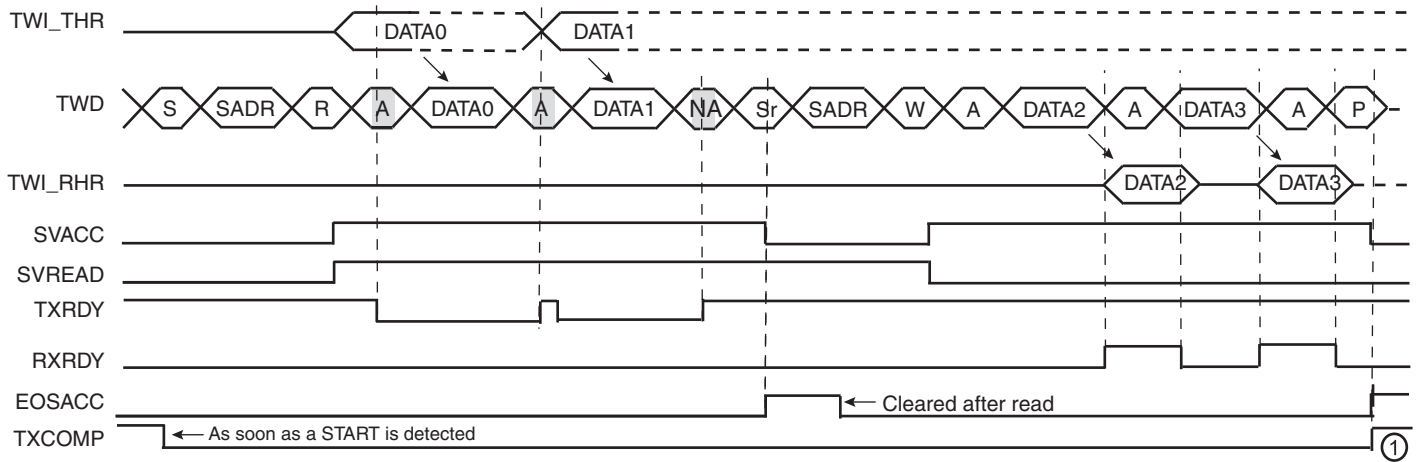 TWI_THR DATA0 DATA1
TWD S SADR R A DATA0 A DATA1 NA Sr SADR W A DATA2 A DATA3 A P
TWI_RHR DATA2 DATA3
SVACC
SVREAD
TXRDY
RXRDY
EOSACC Cleared after read
TXCOMP As soon as a START is detected 1